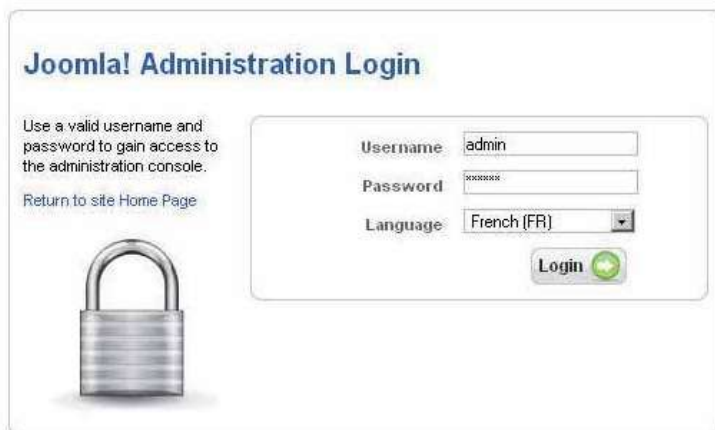 Joomla! Administration Login
Use a valid username and
password to gain access to
the administration console.
Return to site Home Page
Username admin
Password ******
Language French (FR)
Login